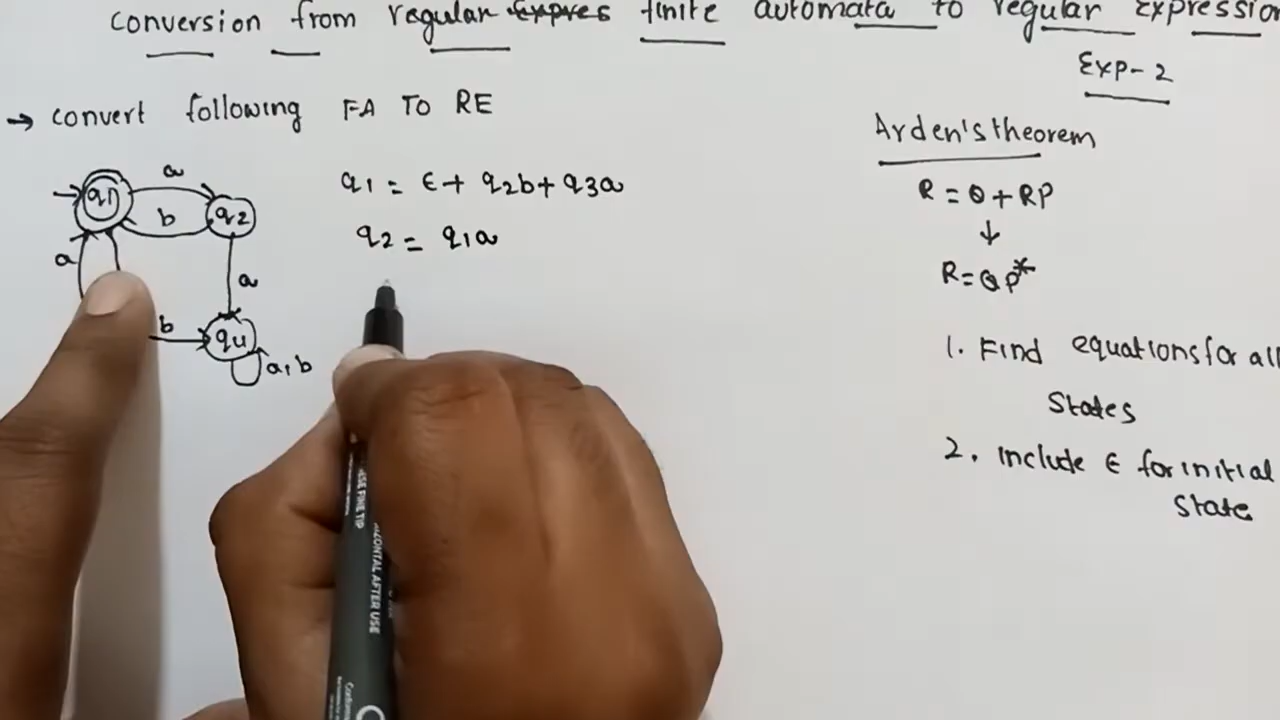 conversion from regular Expres finite automata to regular expression
Exp-2
→ convert following FA TO RE
Arden's theorem
q1 = ε + q2b + q3a
R = Q + RP
q2 = q1a
↓
R = QP*
q1
a
b
q2
a
a
b
q4
a,b
1. Find equations for all
States
2. include ε for initial
State